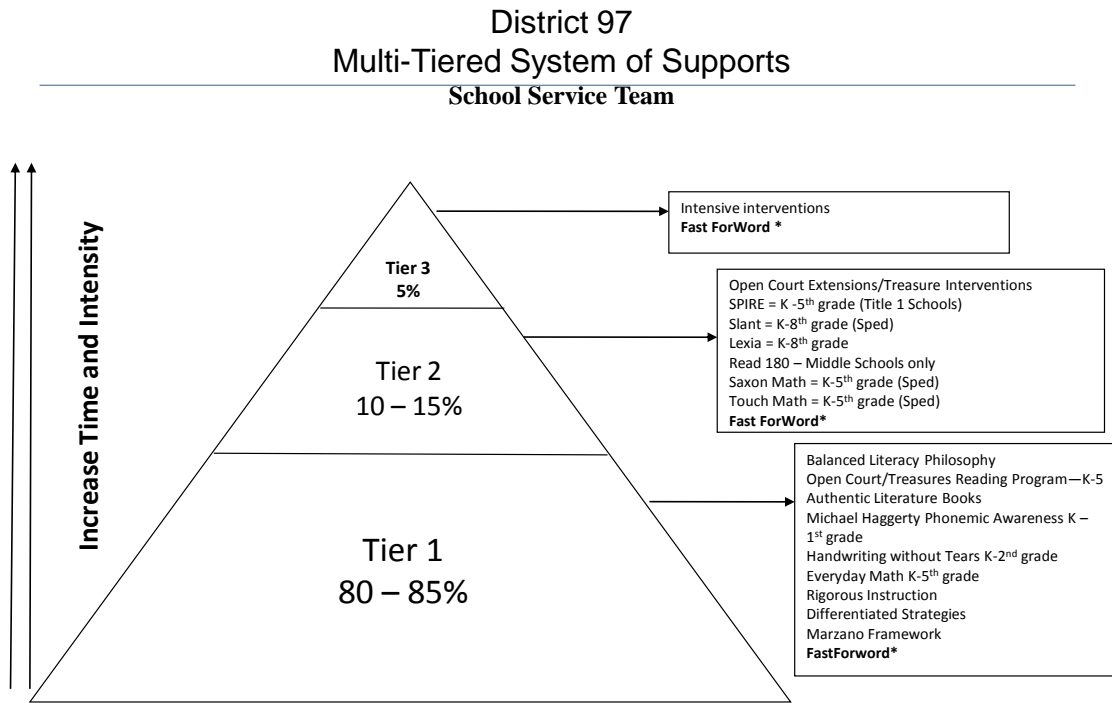 District 97
Multi-Tiered System of Supports
School Service Team
Increase Time and Intensity
Tier 3
5%
Intensive interventions
Fast ForWord *
Tier 2
10 – 15%
Open Court Extensions/Treasure Interventions
SPIRE = K -5th grade (Title 1 Schools)
Slant = K-8th grade (Sped)
Lexia = K-8th grade
Read 180 – Middle Schools only
Saxon Math = K-5th grade (Sped)
Touch Math = K-5th grade (Sped)
Fast ForWord*
Tier 1
80 – 85%
Balanced Literacy Philosophy
Open Court/Treasures Reading Program—K-5
Authentic Literature Books
Michael Haggerty Phonemic Awareness K –
1st grade
Handwriting without Tears K-2nd grade
Everyday Math K-5th grade
Rigorous Instruction
Differentiated Strategies
Marzano Framework
FastForword*